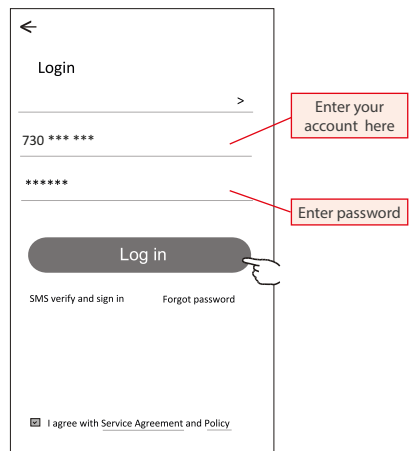 Login
>
Enter your
account here
730 *** ***
******
Enter password
Log in
SMS verify and sign in Forgot password
I agree with Service Agreement and Policy